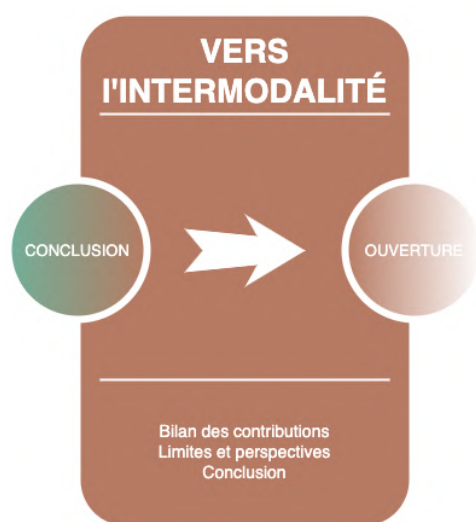 VERS
l'INTERMODALITÉ
CONCLUSION
OUVERTURE
Bilan des contributions
Limites et perspectives
Conclusion